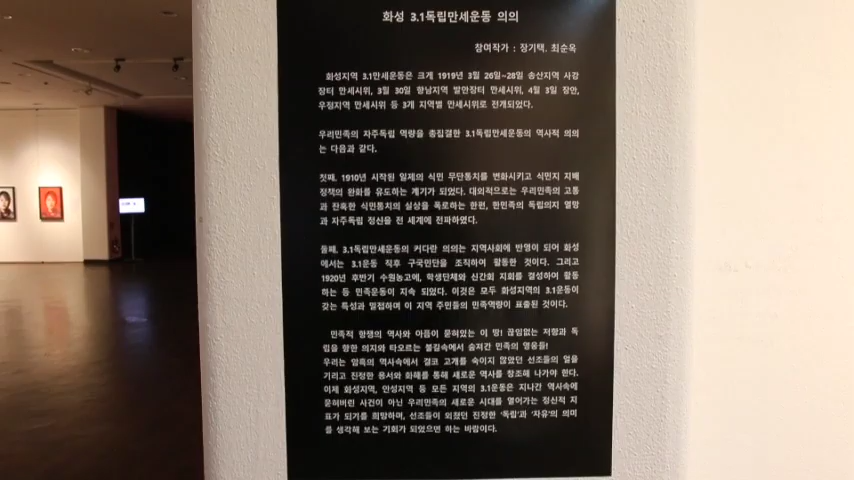 화성 3.1독립만세운동 의의
참여작가 : 장기택. 최순욱
화성지역 3.1만세운동은 크게 1919년 3월 26일~28일 송산지역 사강
장터 만세시위, 3월 30일 향남지역 발안장터 만세시위, 4월 3일 장안,
우정지역 만세시위 등 3개 지역별 만세시위로 전개되었다.
우리민족의 자주독립 역량을 총집결한 3.1독립만세운동의 역사적 의의
는 다음과 같다.
첫째. 1910년 시작된 일제의 식민 무단통치를 변화시키고 식민지 지배
정책의 완화를 유도하는 계기가 되었다. 대외적으로는 우리민족의 고통
과 잔혹한 식민통치의 실상을 폭로하는 한편, 한민족의 독립의지 열망
과 자주독립 정신을 전 세계에 전파하였다.
둘째. 3.1독립만세운동의 커다란 의의는 지역사회에 반영이 되어 화성
에서는 3.1운동 직후 구국민단을 조직하여 활동한 것이다. 그리고
1920년 후반기 수원농고에, 학생단체와 신간회 지회를 결성하여 활동
하는 등 민족운동이 지속 되었다. 이것은 모두 화성지역의 3.1운동이
갖는 특성과 밀접하며 이 지역 주민들의 민족역량이 표출된 것이다.
민족적 항쟁의 역사와 아픔이 묻혀있는 이 땅! 끊임없는 저항과 독
립을 향한 의지와 타오르는 불길속에서 숨져간 민족의 영웅들!
우리는 암흑의 역사속에서 결코 고개를 숙이지 않았던 선조들의 얼을
기리고 진정한 용서와 화해를 통해 새로운 역사를 창조해 나가야 한다.
이제 화성지역, 안성지역 등 모든 지역의 3.1운동은 지나간 역사속에
묻혀버린 사건이 아닌 우리민족의 새로운 시대를 열어가는 정신적 지
표가 되기를 희망하며, 선조들이 외쳤던 진정한 '독립'과 '자유'의 의미
를 생각해 보는 기회가 되었으면 하는 바람이다.